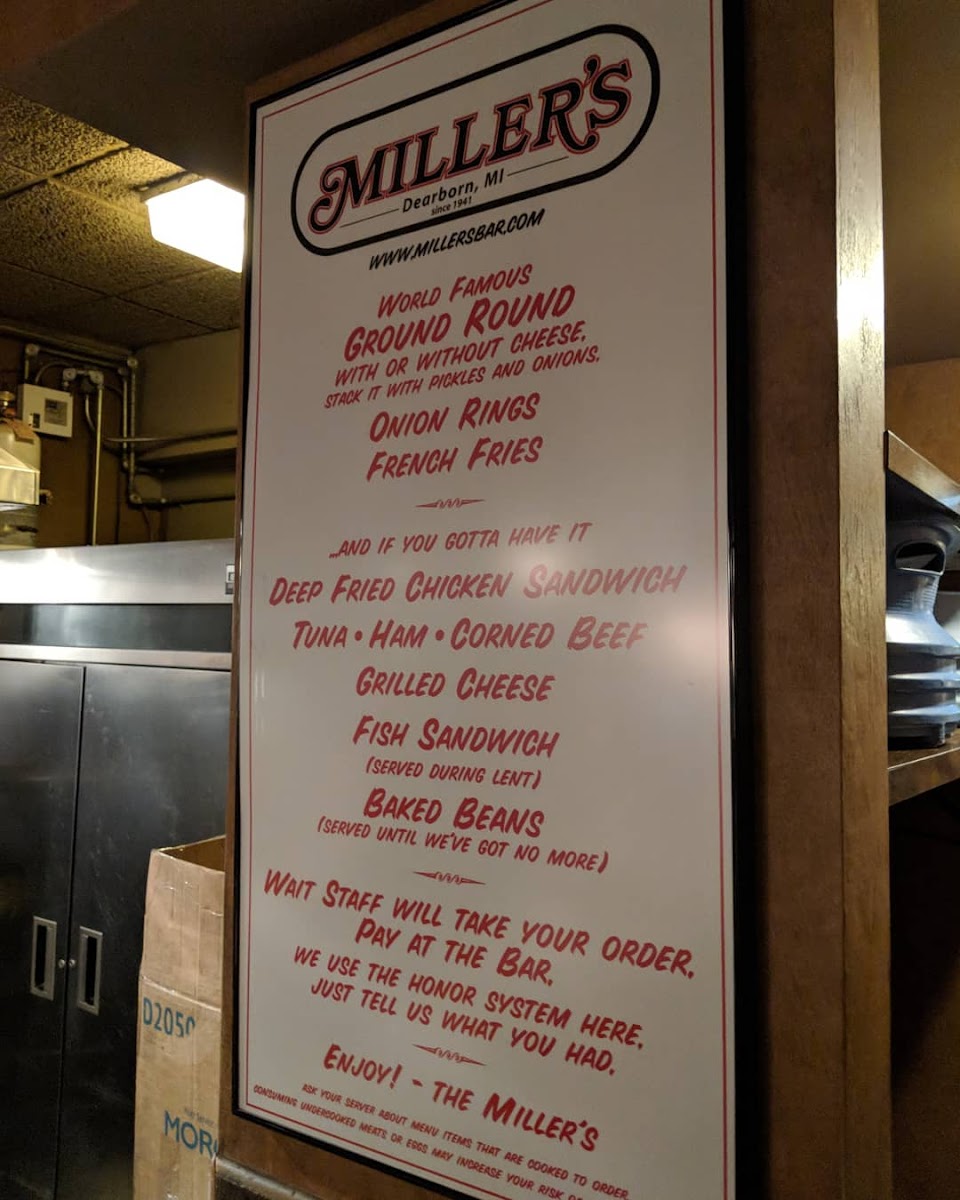 MILLER'S
Dearborn, MI
since 1941
WWW.MILLERSBAR.COM
WORLD FAMOUS
GROUND ROUND
WITH OR WITHOUT CHEESE,
STACK IT WITH PICKLES AND ONIONS.
ONION RINGS
FRENCH FRIES
...AND IF YOU GOTTA HAVE IT
DEEP FRIED CHICKEN SANDWICH
TUNA • HAM • CORNED BEEF
GRILLED CHEESE
FISH SANDWICH
(SERVED DURING LENT)
BAKED BEANS
(SERVED UNTIL WE'VE GOT NO MORE)
WAIT STAFF WILL TAKE YOUR ORDER.
PAY AT THE BAR.
WE USE THE HONOR SYSTEM HERE,
JUST TELL US WHAT YOU HAD.
ENJOY! - THE MILLER'S
ASK YOUR SERVER ABOUT MENU ITEMS THAT ARE COOKED TO ORDER.
CONSUMING UNDERCOOKED MEATS OR EGGS MAY INCREASE YOUR RISK
D2050
MOR